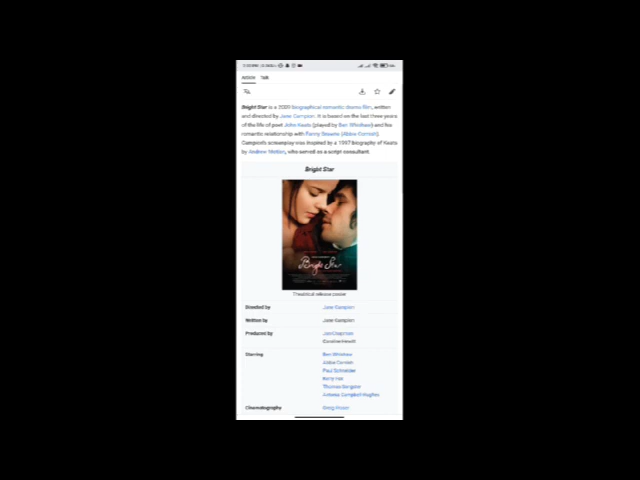 Article Talk
Bright Star is a 2009 biographical romantic drama film, written
and directed by Jane Campion. It is based on the last three years
of the life of poet John Keats (played by Ben Whishaw) and his
romantic relationship with Fanny Brawne (Abbie Cornish).
Campion's screenplay was inspired by a 1997 biography of Keats
by Andrew Motion, who served as a script consultant.
Bright Star
Bright Star
Theatrical release poster
Directed by Jane Campion
Written by Jane Campion
Produced by Jan Chapman
Caroline Hewitt
Starring Ben Whishaw
Abbie Cornish
Paul Schneider
Kerry Fox
Thomas Sangster
Antonia Campbell-Hughes
Cinematography Greig Fraser